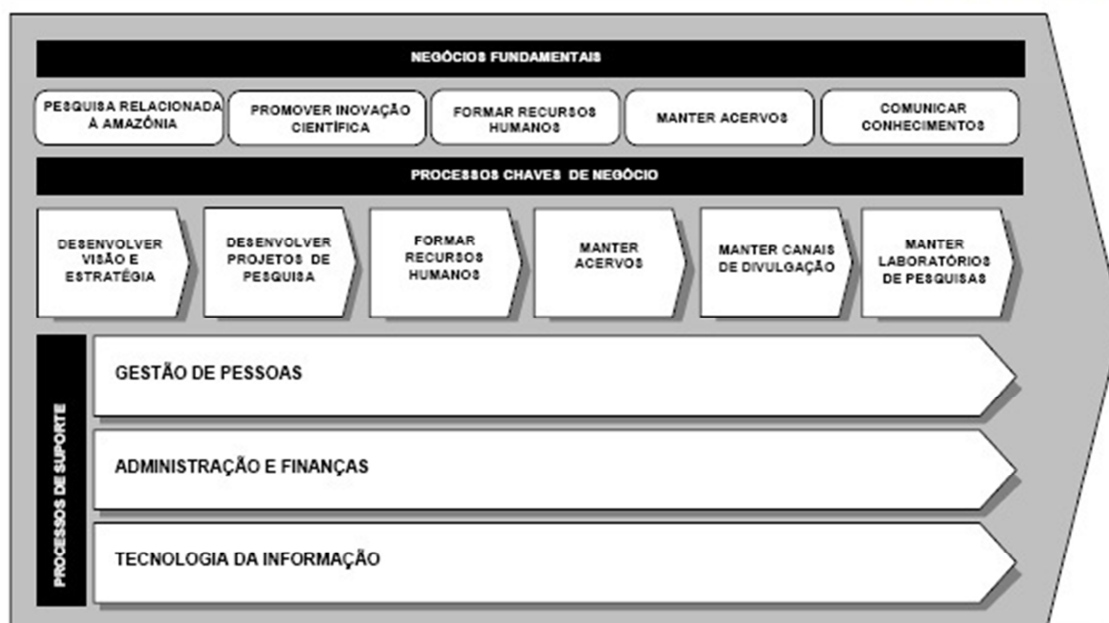 NEGÓCIOS FUNDAMENTAIS
PESQUISA RELACIONADA
À AMAZÔNIA
PROMOVER INOVAÇÃO
CIENTÍFICA
FORMAR RECURSOS
HUMANOS
MANTER ACERVOS
COMUNICAR
CONHECIMENTOS
PROCESSOS CHAVES DE NEGÓCIO
DESENVOLVER
VISÃO E
ESTRATÉGIA
DESENVOLVER
PROJETOS DE
PESQUISA
FORMAR
RECURSOS
HUMANOS
MANTER
ACERVOS
MANTER CANAIS
DE DIVULGAÇÃO
MANTER
LABORATÓRIOS
DE PESQUISAS
PROCESSOS DE SUPORTE
GESTÃO DE PESSOAS
ADMINISTRAÇÃO E FINANÇAS
TECNOLOGIA DA INFORMAÇÃO